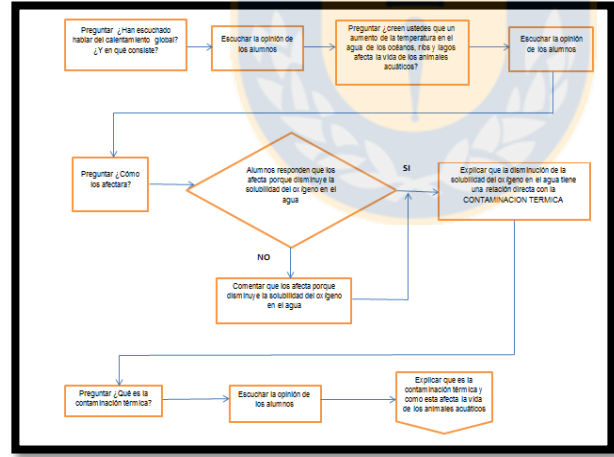 Preguntar ¿Han escuchado
hablar del calentamiento global?
¿Y en qué consiste?
Escuchar la opinión de
los alumnos
Preguntar ¿creen ustedes que un
aumento de la temperatura en el
agua de los océanos, ríos y lagos
afecta la vida de los animales
acuáticos?
Escuchar la opinión
de los alumnos
Preguntar ¿Cómo
los afectara?
Alumnos responden que los
afecta porque disminuye la
solubilidad del oxígeno en el
agua
SI
Explicar que la disminución de la
solubilidad del oxígeno en el agua tiene
una relación directa con la
CONTAMINACION TERMICA
NO
Comentar que los afecta porque
disminuye la solubilidad del oxígeno
en el agua
Preguntar ¿Qué es la
contaminación térmica?
Escuchar la opinión de
los alumnos
Explicar que es la
contaminación térmica y
como esta afecta la vida
de los animales acuáticos